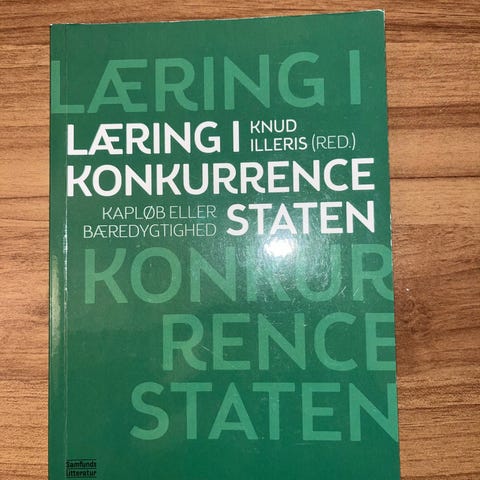 LÆRING I
LÆRING I KNUD
ILLERIS (RED.)
KONKURRENCE
KAPLØB ELLER
BÆREDYGTIGHED STATEN
KONKUR
RENCE
STATEN
Samfunds
litteratur